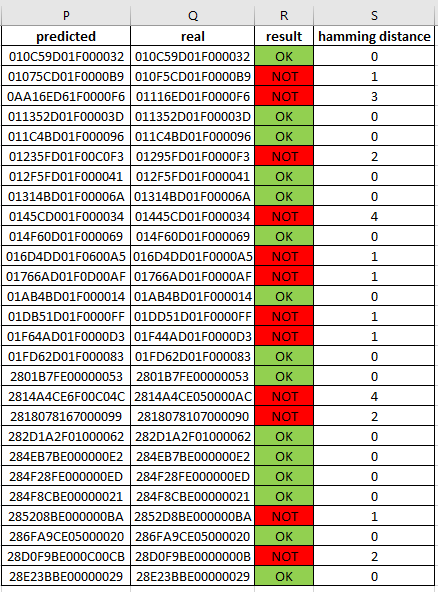 P Q R S
predicted real result hamming distance
010C59D01F000032 010C59D01F000032 OK 0
01075CD01F0000B9 010F5CD01F0000B9 NOT 1
0AA16ED61F0000F6 01116ED01F0000F6 NOT 3
011352D01F00003D 011352D01F00003D OK 0
011C4BD01F000096 011C4BD01F000096 OK 0
01235FD01F00C0F3 01295FD01F0000F3 NOT 2
012F5FD01F000041 012F5FD01F000041 OK 0
01314BD01F00006A 01314BD01F00006A OK 0
0145CD001F000034 01445CD01F000034 NOT 4
014F60D01F000069 014F60D01F000069 OK 0
016D4DD01F0600A5 016D4DD01F0000A5 NOT 1
01766AD01F0D00AF 01766AD01F0000AF NOT 1
01AB4BD01F000014 01AB4BD01F000014 OK 0
01DB51D01F0000FF 01DD51D01F0000FF NOT 1
01F64AD01F0000D3 01F44AD01F0000D3 NOT 1
01FD62D01F000083 01FD62D01F000083 OK 0
2801B7FE00000053 2801B7FE00000053 OK 0
2814A4CE6F00C04C 2814A4CE050000AC NOT 4
2818078167000099 2818078107000090 NOT 2
282D1A2F01000062 282D1A2F01000062 OK 0
284EB7BE000000E2 284EB7BE000000E2 OK 0
284F28FE000000ED 284F28FE000000ED OK 0
284F8CBE00000021 284F8CBE00000021 OK 0
285208BE000000BA 2852D8BE000000BA NOT 1
286FA9CE05000020 286FA9CE05000020 OK 0
28D0F9BE000C00CB 28D0F9BE0000000B NOT 2
28E23BBE00000029 28E23BBE00000029 OK 0